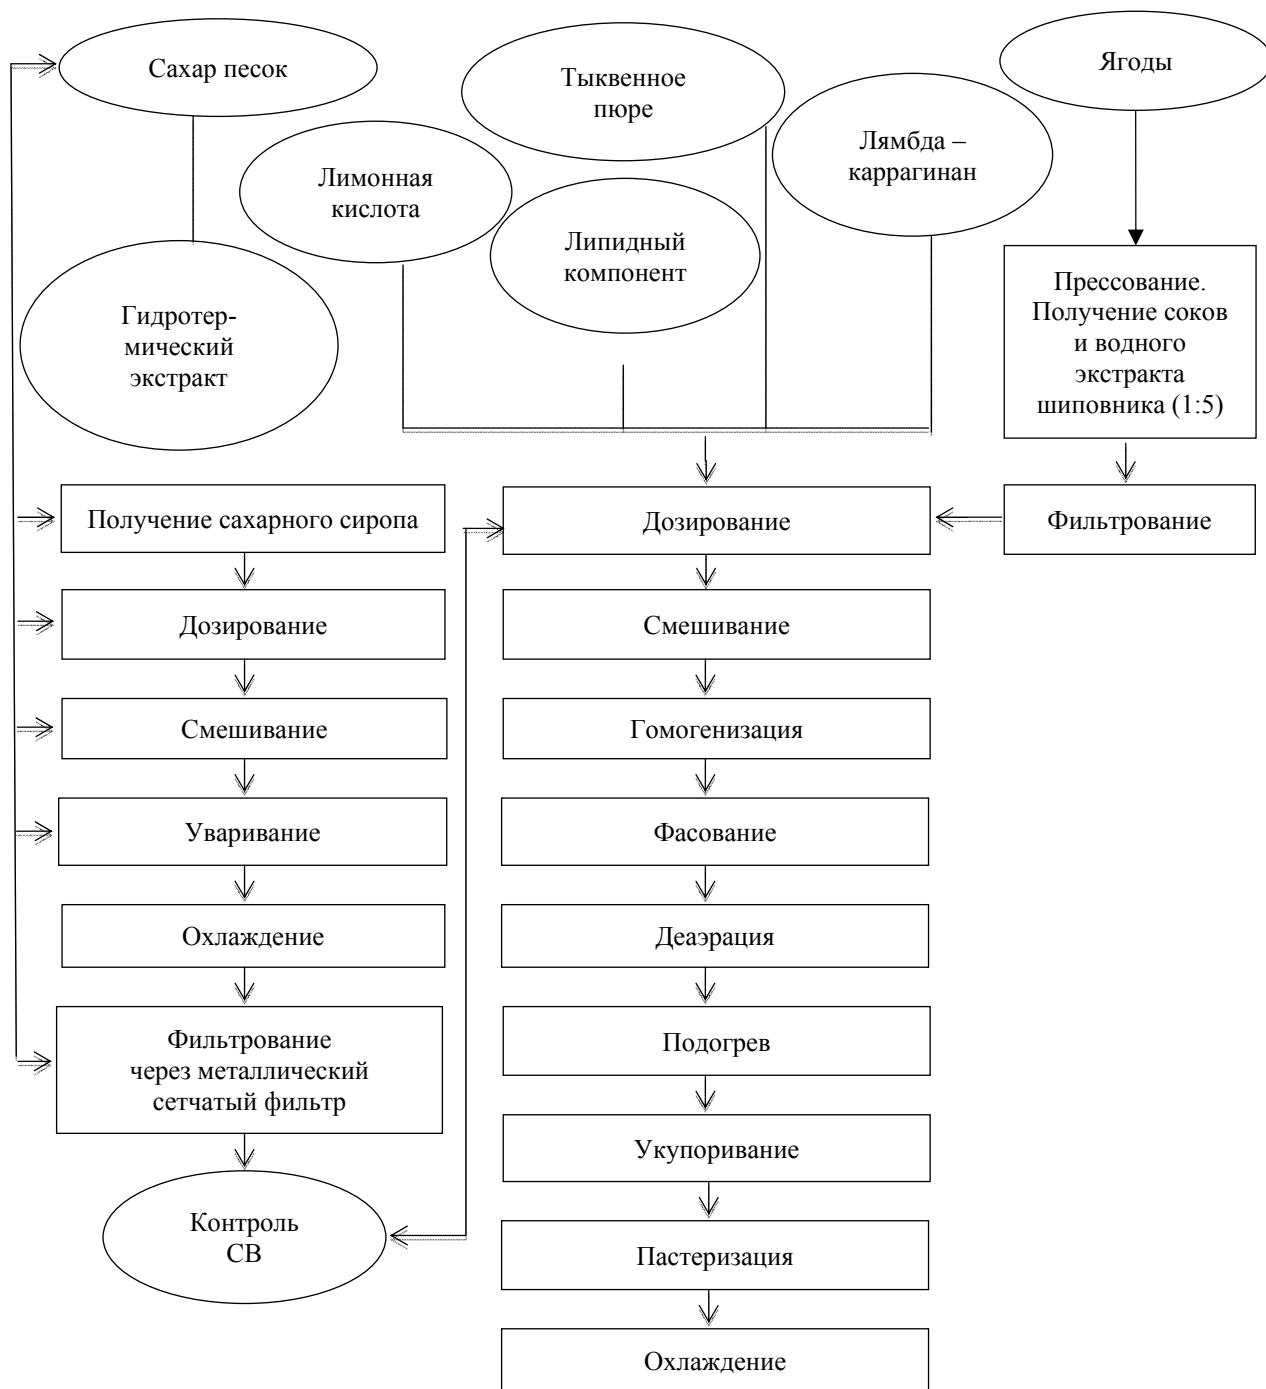 Сахар песок
Тыквенное
пюре
Ягоды
Лимонная
кислота
Лямбда –
каррагинан
Липидный
компонент
Гидротер-
мический
экстракт
Прессование.
Получение соков
и водного
экстракта
шиповника (1:5)
Получение сахарного сиропа
Дозирование
Фильтрование
Дозирование
Смешивание
Смешивание
Гомогенизация
Уваривание
Фасование
Охлаждение
Деаэрация
Фильтрование
через металлический
сетчатый фильтр
Подогрев
Укупоривание
Контроль
СВ
Пастеризация
Охлаждение